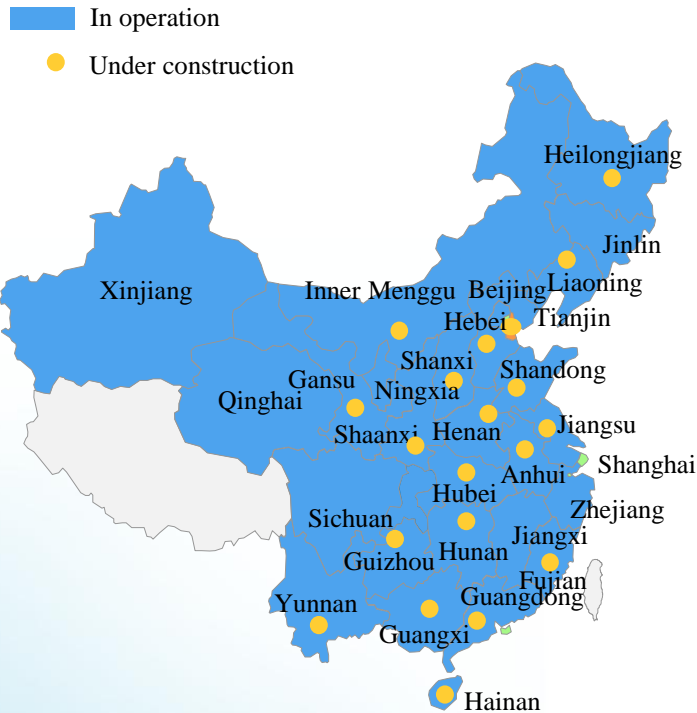 In operation
Under construction
Heilongjiang
Jinlin
Xinjiang
Inner Menggu
Beijing
Liaoning
Hebei
Tianjin
Shanxi
Gansu
Ningxia
Shandong
Qinghai
Shaanxi
Henan
Jiangsu
Anhui
Shanghai
Hubei
Sichuan
Zhejiang
Hunan
Jiangxi
Guizhou
Fujian
Yunnan
Guangdong
Guangxi
Hainan